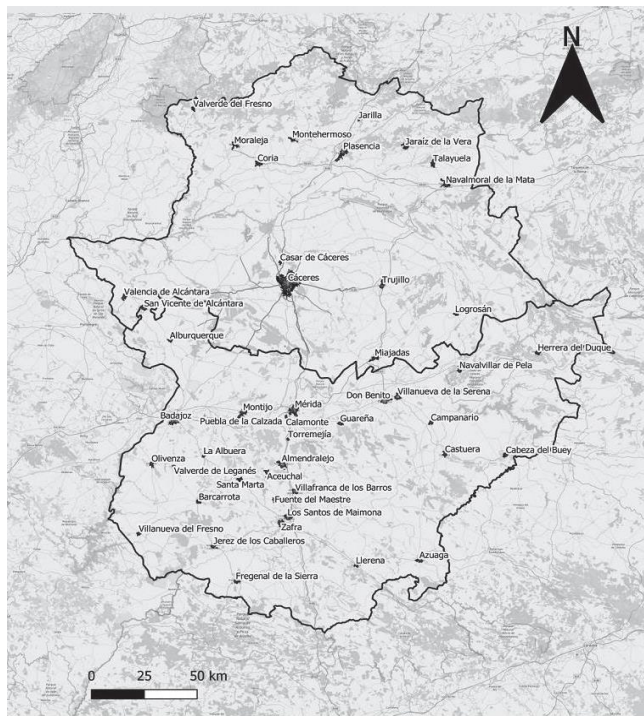 N
Valverde del Fresno
Jarilla
Moraleja
Montehermoso
Plasencia
Jaraíz de la Vera
Coria
Talayuela
Navalmoral de la Mata
Casar de Cáceres
Cáceres
Trujillo
Valencia de Alcántara
San Vicente de Alcántara
Logrosán
Alburquerque
Miajadas
Herrera del Duque
Navalvillar de Pela
Don Benito
Villanueva de la Serena
Montijo
Mérida
Badajoz
Puebla de la Calzada
Calamonte
Guareña
Campanario
Torremejía
La Albuera
Castuera
Cabeza del Buey
Olivenza
Almendralejo
Valverde de Leganés
Aceuchal
Santa Marta
Villafranca de los Barros
Barcarrota
Fuente del Maestre
Los Santos de Maimona
Zafra
Villanueva del Fresno
Jerez de los Caballeros
Azuaga
Llerena
Fregenal de la Sierra
0 25 50 km